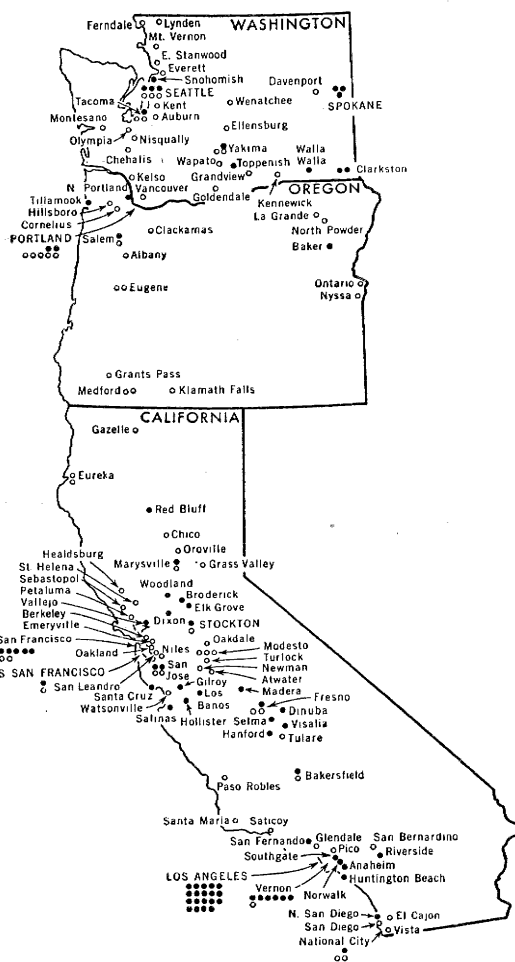 Ferndale
Lynden
WASHINGTON
Mt. Vernon
E. Stanwood
Everett
Snohomish
SEATTLE
Davenport
SPOKANE
Tacoma
Kent
Wenatchee
Montesano
Auburn
Olympia
Nisqually
Ellensburg
Chehalis
Yakima
Walla
Walla
Wapato
Toppenish
Clarkston
Kelso
Grandview
OREGON
N. Portland
Vancouver
Goldendale
Kennewick
Tillamook
Hillsboro
Cornelius
La Grande
North Powder
PORTLAND
Salem
Clackamas
Baker
Albany
Eugene
Ontario
Nyssa
Grants Pass
Medford
Klamath Falls
CALIFORNIA
Gazelle
Eureka
Red Bluff
Chico
Oroville
Healdsburg
Marysville
Grass Valley
St. Helena
Sebastopol
Woodland
Petaluma
Broderick
Vallejo
Elk Grove
Berkeley
Dixon
STOCKTON
Emeryville
San Francisco
Oakdale
Oakland
Niles
Modesto
Turlock
S SAN FRANCISCO
San
Jose
Newman
San Leandro
Gilroy
Atwater
Santa Cruz
Los
Banos
Madera
Watsonville
Fresno
Salinas
Hollister
Selma
Dinuba
Visalia
Hanford
Tulare
Paso Robles
Bakersfield
Santa Maria
Saticoy
San Fernando
Glendale
San Bernardino
Southgate
Pico
Riverside
Anaheim
LOS ANGELES
Huntington Beach
Vernon
Norwalk
N. San Diego
El Cajon
San Diego
Vista
National City